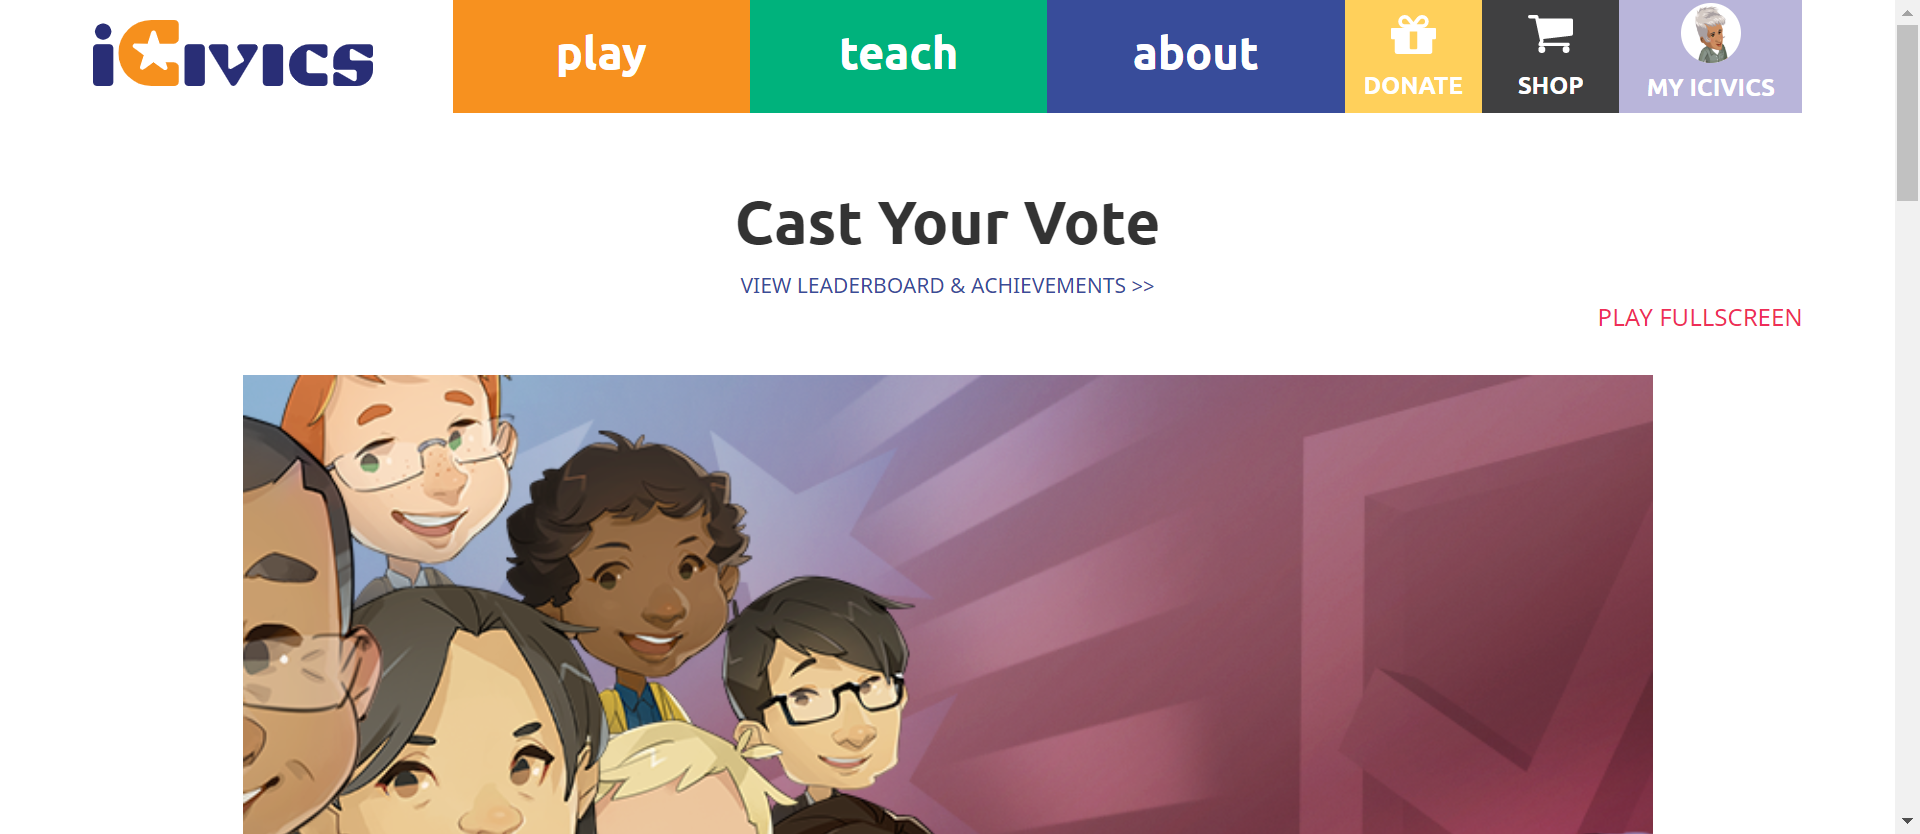 iCivics
play
teach
about
DONATE
SHOP
MY ICIVICS
Cast Your Vote
VIEW LEADERBOARD & ACHIEVEMENTS >>
PLAY FULLSCREEN